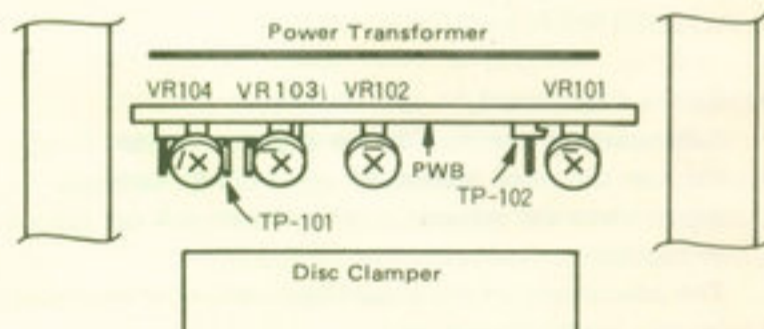 Power Transformer
VR104 VR103 VR102 VR101
PWB
TP-102
TP-101
Disc Clamper